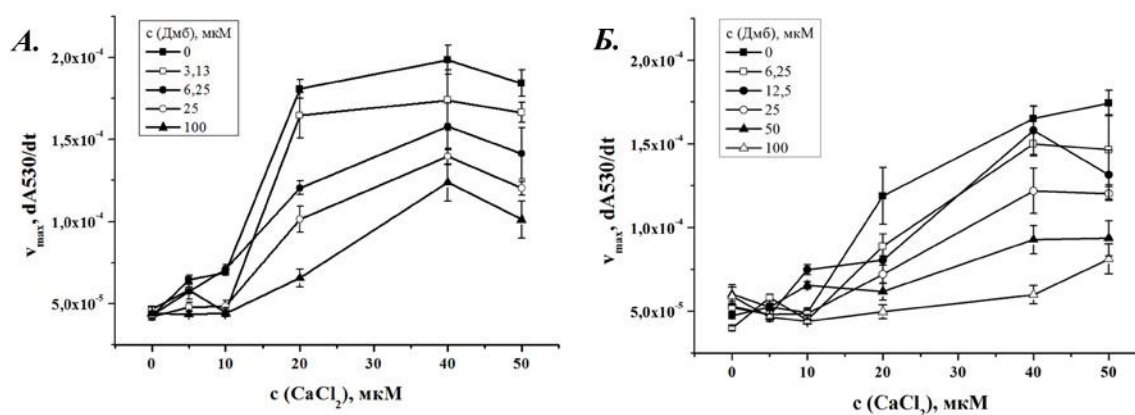 А.
с (Дмб), мкМ
0
3,13
6,25
25
100
2,0x10⁻⁴
1,5x10⁻⁴
1,0x10⁻⁴
5,0x10⁻⁵
vₘₐₓ, dA530/dt
0 10 20 30 40 50
c (CaCl₂), мкМ
Б.
с (Дмб), мкМ
0
6,25
12,5
25
50
100
2,0x10⁻⁴
1,5x10⁻⁴
1,0x10⁻⁴
5,0x10⁻⁵
vₘₐₓ, dA530/dt
0 10 20 30 40 50
c (CaCl₂), мкМ